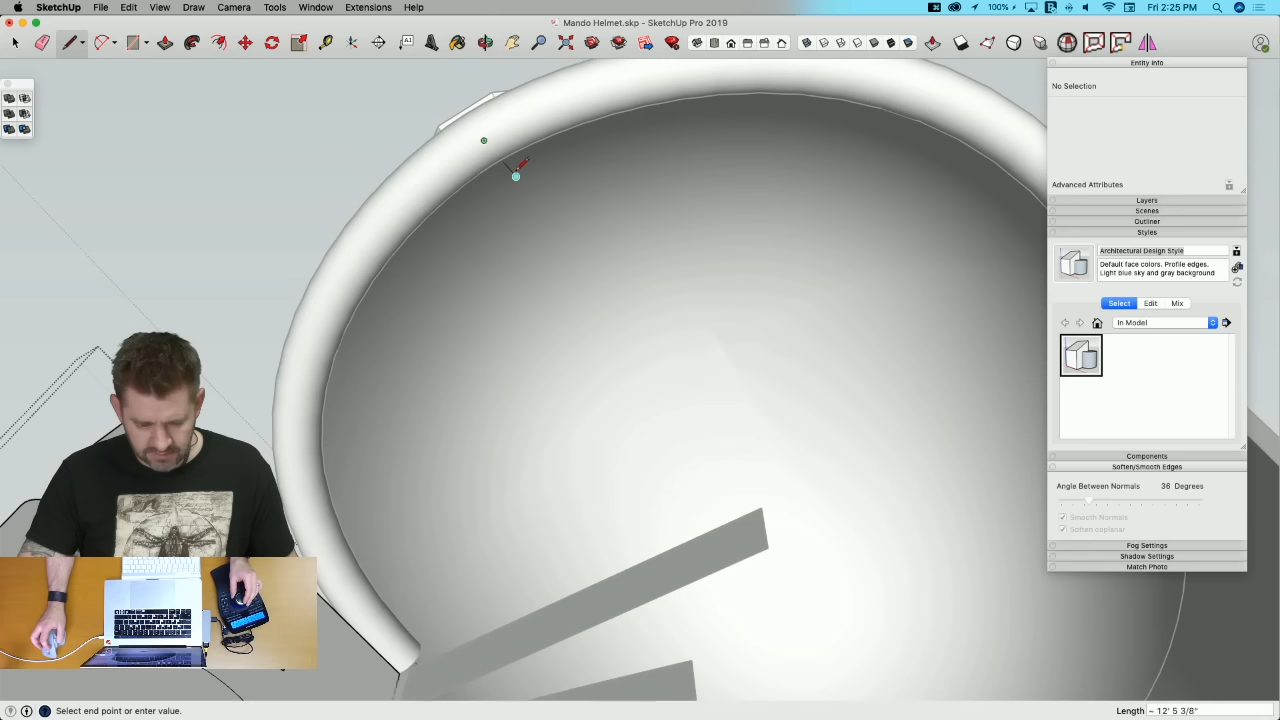 SketchUp File Edit View Draw Camera Tools Window Extensions Help 100% Fri 2:25 PM
Mando Helmet.skp - SketchUp Pro 2019
A1
Entity Info
No Selection
Advanced Attributes
Layers
Scenes
Outliner
Styles
Architectural Design Style
Default face colors. Profile edges.
Light blue sky and gray background
Select Edit Mix
In Model
Components
Soften/Smooth Edges
Angle Between Normals 36 Degrees
Smooth Normals
Soften coplanar
Fog Settings
Shadow Settings
Match Photo
Select end point or enter value. Length ~ 12' 5 3/8"